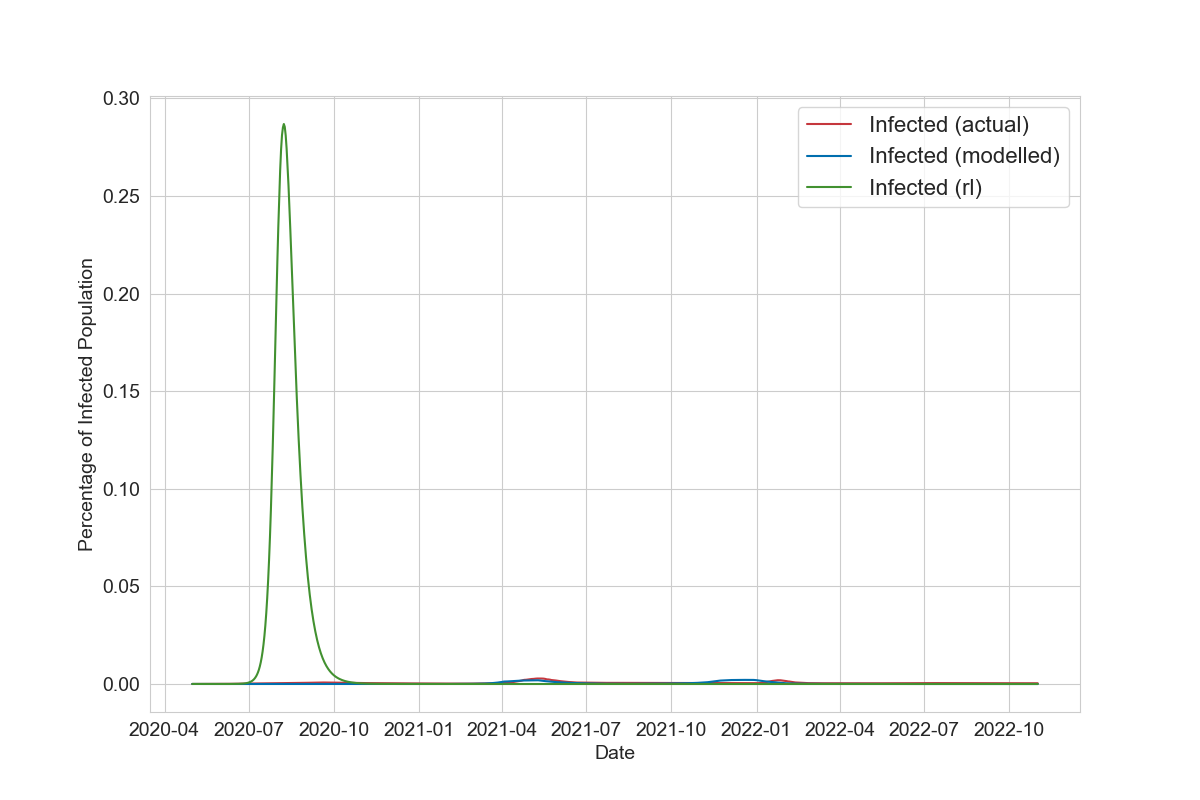 0.30
0.25
0.20
0.15
0.10
0.05
0.00
Percentage of Infected Population
Infected (actual)
Infected (modelled)
Infected (rl)
2020-04 2020-07 2020-10 2021-01 2021-04 2021-07 2021-10 2022-01 2022-04 2022-07 2022-10
Date